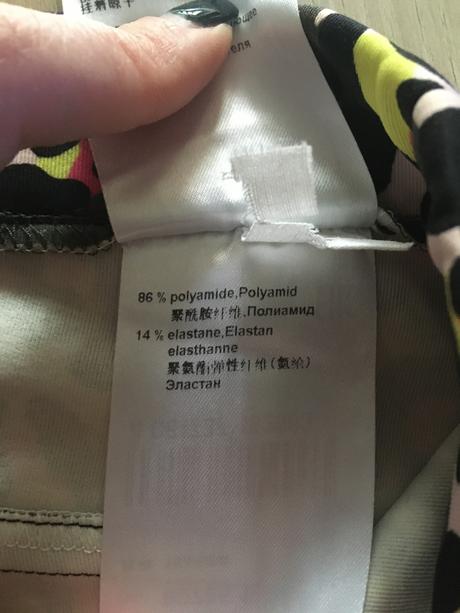 теля
86 % polyamide,Polyamid
聚酰胺纤维,Полиамид
14 % elastane,Elastan
elasthanne
聚氨酯弹性纤维(氨纶)
Эластан